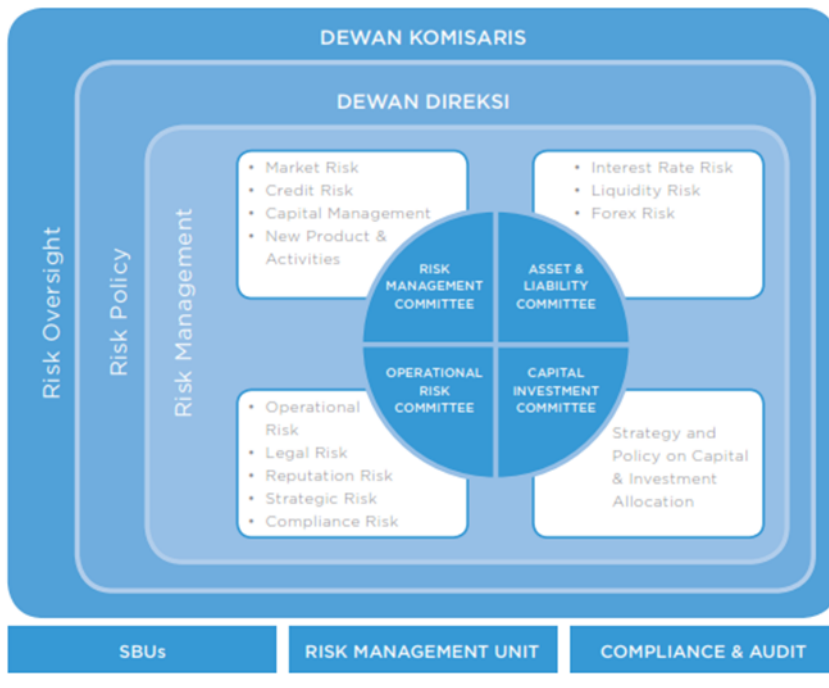 DEWAN KOMISARIS
DEWAN DIREKSI
Risk Oversight
Risk Policy
Risk Management
• Market Risk
• Credit Risk
• Capital Management
• New Product &
Activities
• Interest Rate Risk
• Liquidity Risk
• Forex Risk
RISK
MANAGEMENT
COMMITTEE
ASSET &
LIABILITY
COMMITTEE
OPERATIONAL
RISK
COMMITTEE
CAPITAL
INVESTMENT
COMMITTEE
• Operational
Risk
• Legal Risk
• Reputation Risk
• Strategic Risk
• Compliance Risk
Strategy and
Policy on Capital
& Investment
Allocation
SBUs
RISK MANAGEMENT UNIT
COMPLIANCE & AUDIT